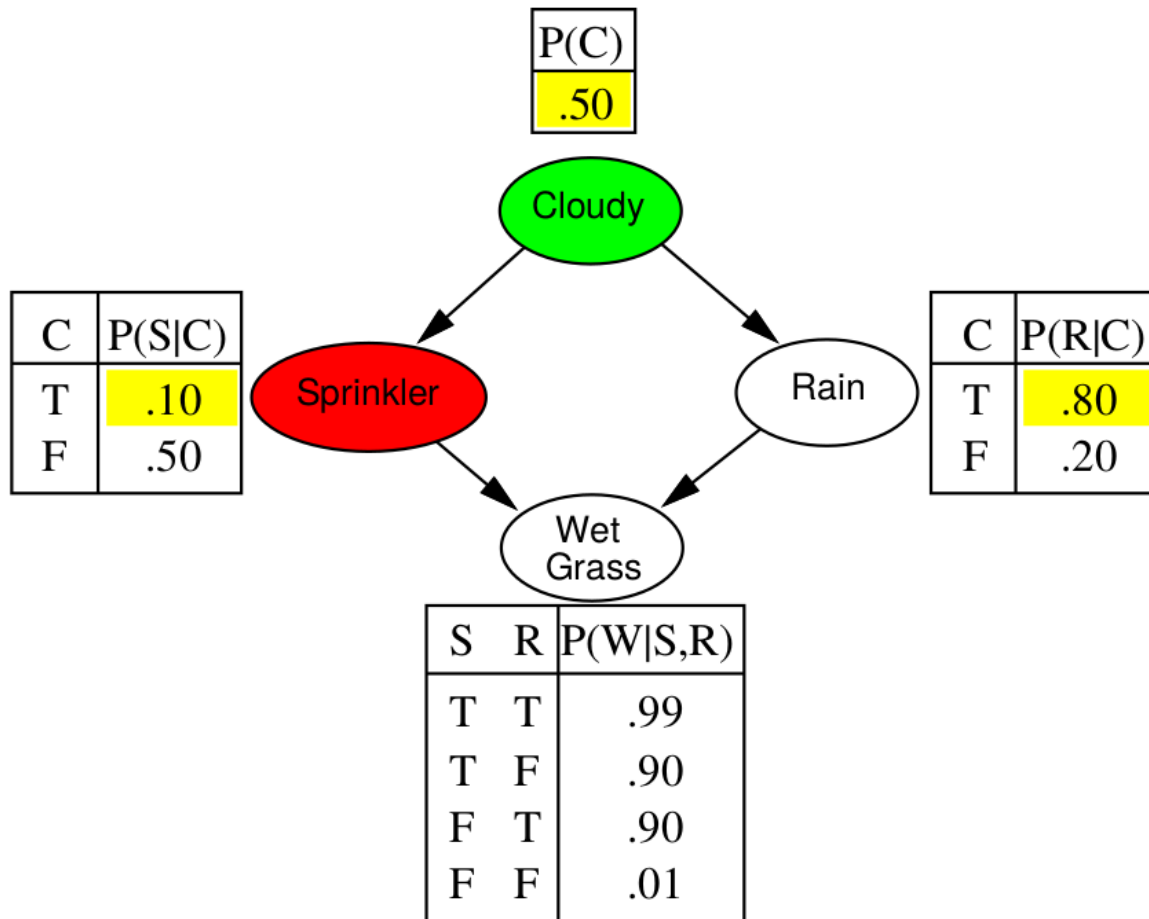 P(C)
.50
Cloudy
C P(S|C)
T .10
F .50
Sprinkler
Rain
C P(R|C)
T .80
F .20
Wet
Grass
S R P(W|S,R)
T T .99
T F .90
F T .90
F F .01